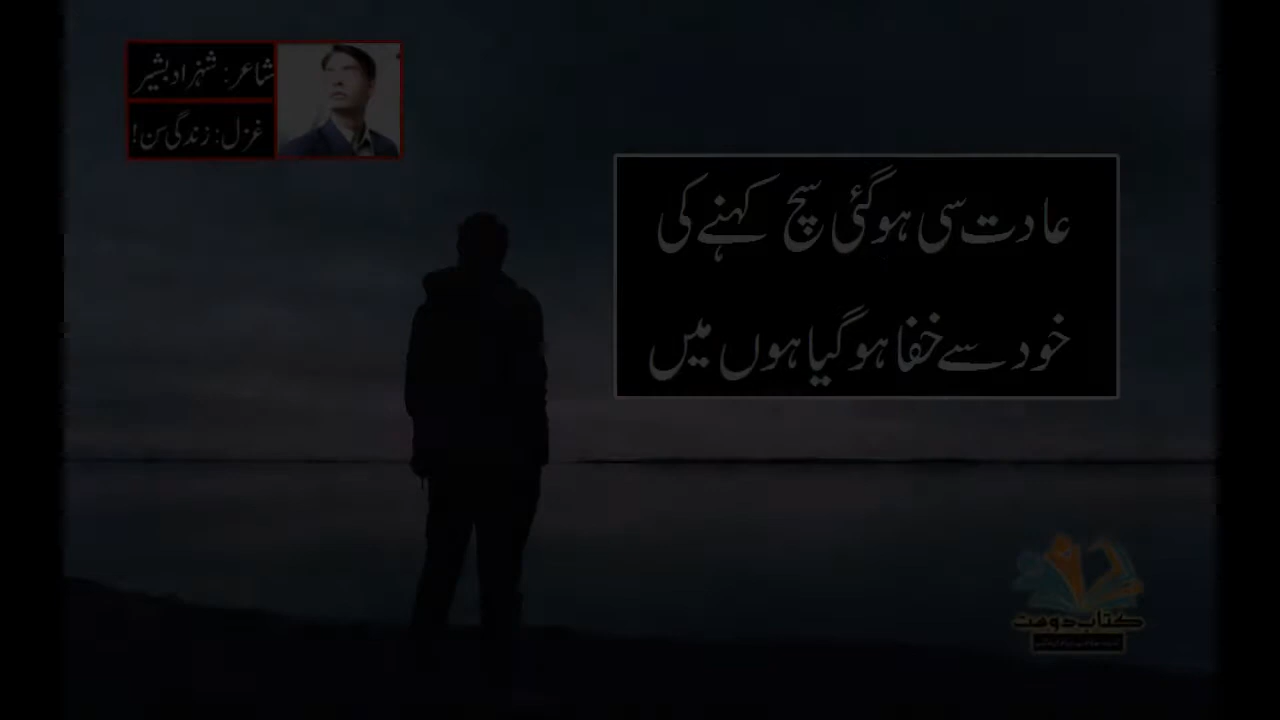 شاعر: شہزاد بشیر
غزل: زندگی سن!
عادت سی ہو گئی سچ کہنے کی
خود سے خفا ہو گیا ہوں میں
کتاب دوست